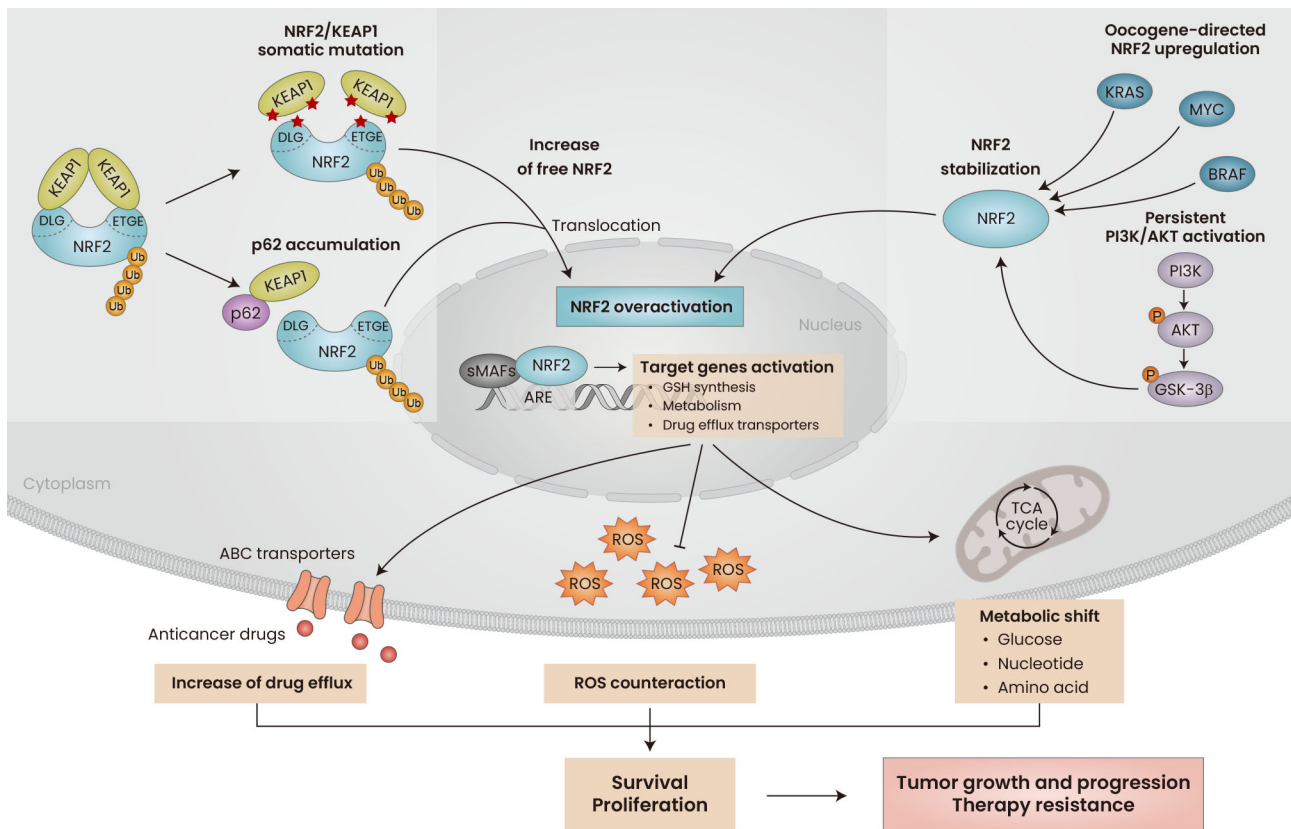 NRF2/KEAP1
somatic mutation
KEAP1
KEAP1
DLG
ETGE
NRF2
Ub
Ub
Ub
Ub
KEAP1
KEAP1
DLG
ETGE
NRF2
Ub
Ub
Ub
Ub
p62 accumulation
KEAP1
p62
DLG
ETGE
NRF2
Ub
Ub
Ub
Ub
Increase
of free NRF2
Translocation
Oocogene-directed
NRF2 upregulation
KRAS
MYC
BRAF
NRF2
stabilization
NRF2
Persistent
PI3K/AKT activation
PI3K
P
AKT
P
GSK-3β
NRF2 overactivation
Nucleus
sMAFs
NRF2
ARE
Target genes activation
• GSH synthesis
• Metabolism
• Drug efflux transporters
Cytoplasm
ABC transporters
Anticancer drugs
ROS
ROS
ROS
ROS
TCA
cycle
Increase of drug efflux
ROS counteraction
Metabolic shift
• Glucose
• Nucleotide
• Amino acid
Survival
Proliferation
Tumor growth and progression
Therapy resistance